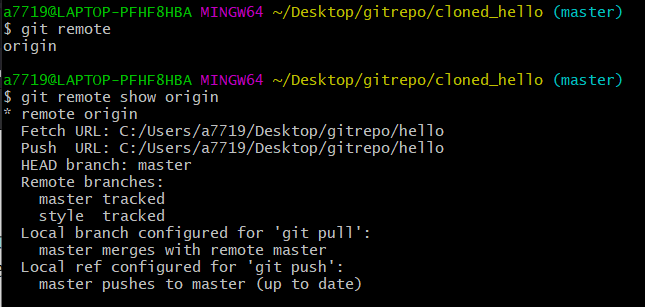 a7719@LAPTOP-PFHF8HBA MINGW64 ~/Desktop/gitrepo/cloned_hello (master)
$ git remote
origin
a7719@LAPTOP-PFHF8HBA MINGW64 ~/Desktop/gitrepo/cloned_hello (master)
$ git remote show origin
* remote origin
  Fetch URL: C:/Users/a7719/Desktop/gitrepo/hello
  Push  URL: C:/Users/a7719/Desktop/gitrepo/hello
  HEAD branch: master
  Remote branches:
    master tracked
    style  tracked
  Local branch configured for 'git pull':
    master merges with remote master
  Local ref configured for 'git push':
    master pushes to master (up to date)